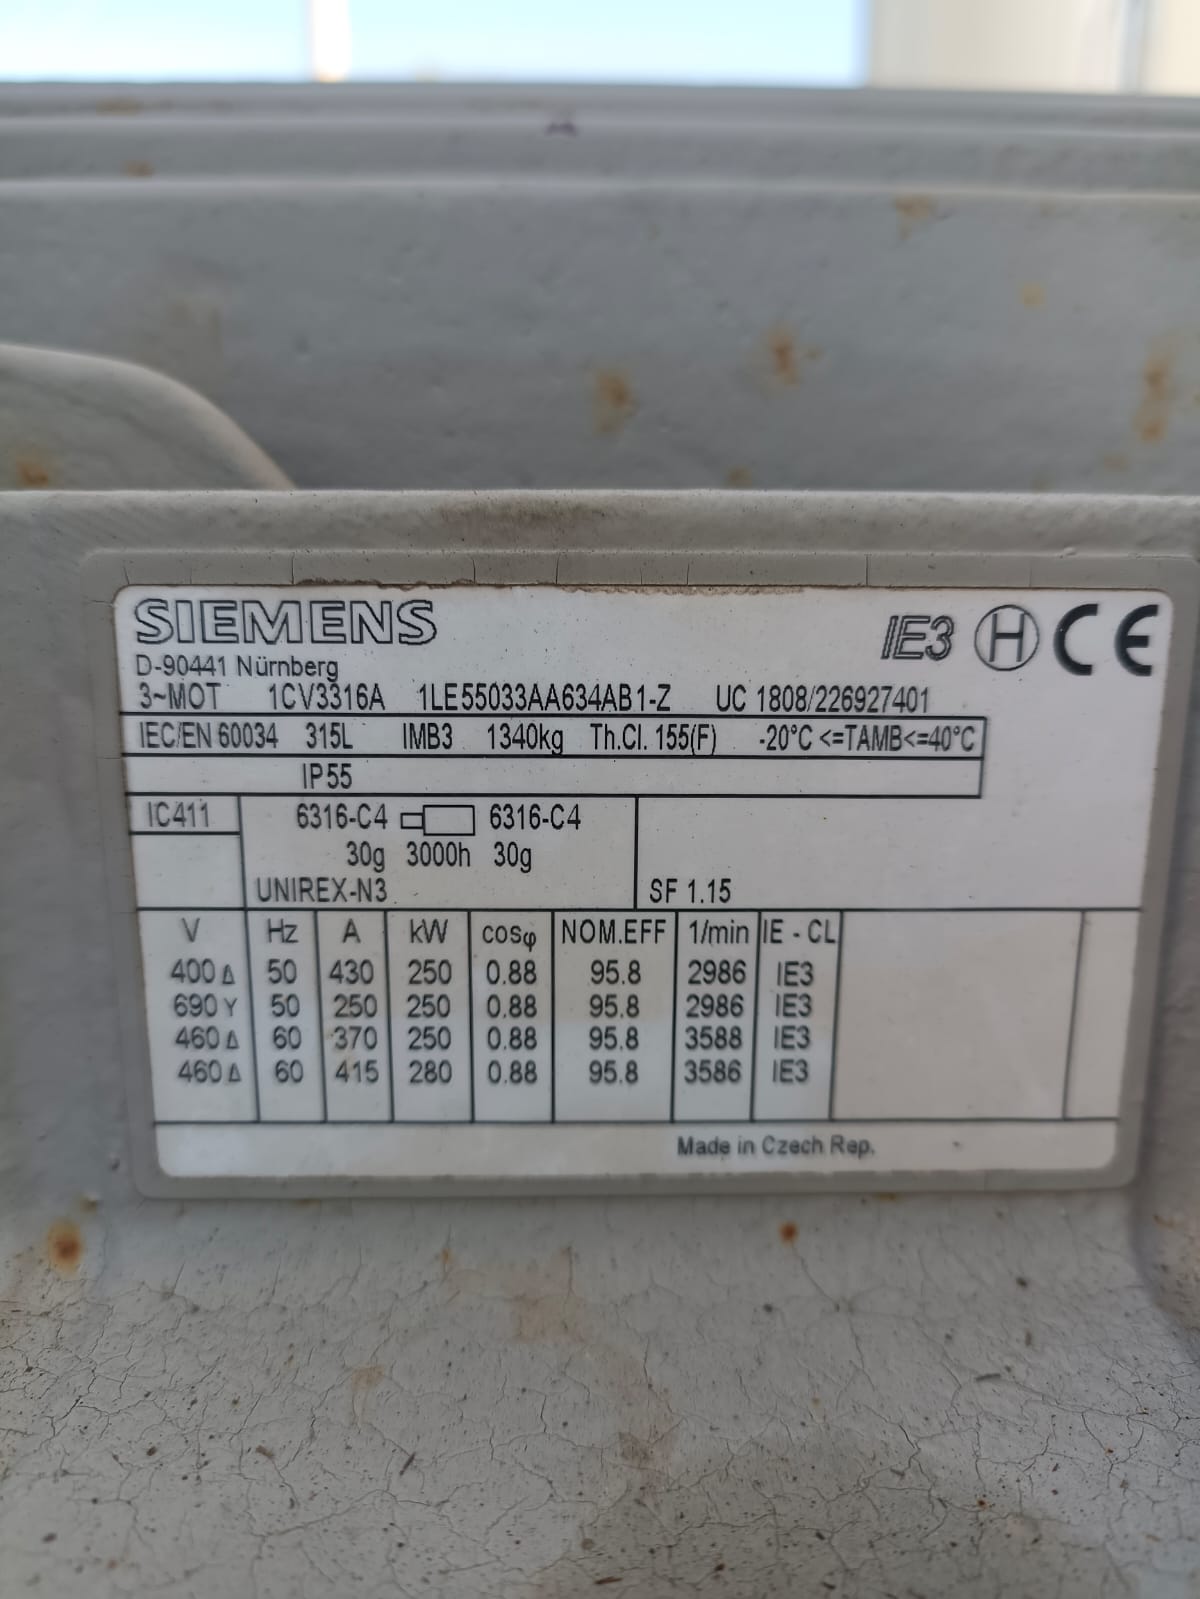 SIEMENS
IE3 H CE
D-90441 Nürnberg
3~MOT 1CV3316A 1LE55033AA634AB1-Z UC 1808/226927401
IEC/EN 60034 315L IMB3 1340kg Th.Cl. 155(F) -20°C <=TAMB<=40°C
IP55
IC411 6316-C4 6316-C4
30g 3000h 30g
UNIREX-N3 SF 1.15
V Hz A kW cosφ NOM.EFF 1/min IE - CL
400 Δ 50 430 250 0.88 95.8 2986 IE3
690 Y 50 250 250 0.88 95.8 2986 IE3
460 Δ 60 370 250 0.88 95.8 3588 IE3
460 Δ 60 415 280 0.88 95.8 3586 IE3
Made in Czech Rep.